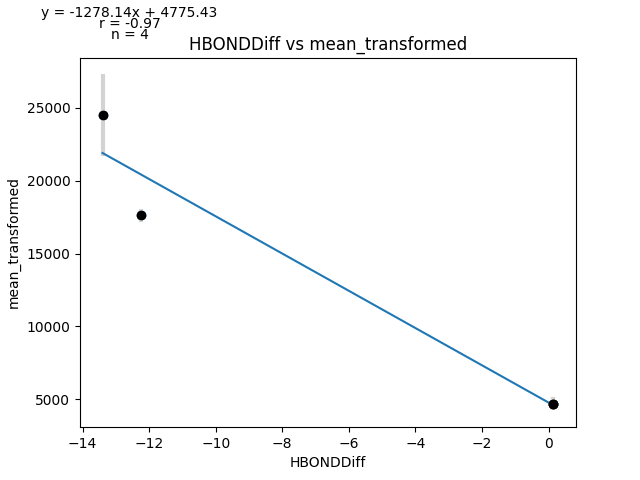 y = -1278.14x + 4775.43
r = -0.97
n = 4
HBONDDiff vs mean_transformed
25000
20000
15000
10000
5000
mean_transformed
−14 −12 −10 −8 −6 −4 −2 0
HBONDDiff